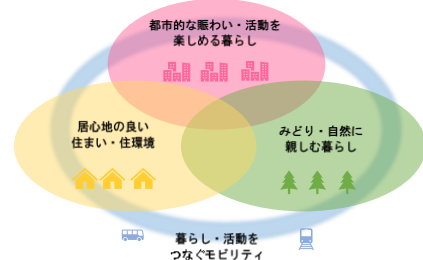 都市的な賑わい・活動を
楽しめる暮らし
居心地の良い
住まい・住環境
みどり・自然に
親しむ暮らし
暮らし・活動を
つなぐモビリティ